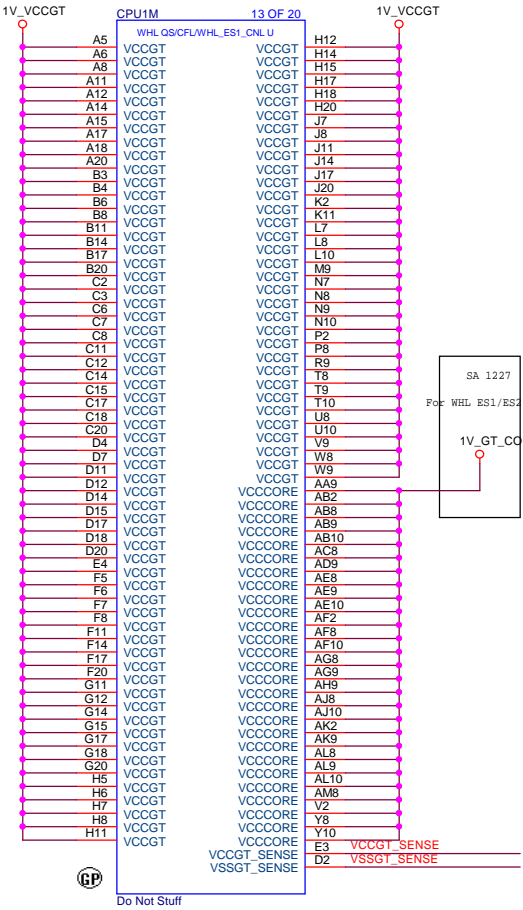 1V_VCCGT CPU1M 13 OF 20 1V_VCCGT
WHL QS/CFL/WHL_ES1_CNL U
A5 VCCGT VCCGT H12
A6 VCCGT VCCGT H14
A8 VCCGT VCCGT H15
A11 VCCGT VCCGT H17
A12 VCCGT VCCGT H18
A14 VCCGT VCCGT H20
A15 VCCGT VCCGT J7
A17 VCCGT VCCGT J8
A18 VCCGT VCCGT J11
A20 VCCGT VCCGT J14
B3 VCCGT VCCGT J17
B4 VCCGT VCCGT J20
B6 VCCGT VCCGT K2
B8 VCCGT VCCGT K11
B11 VCCGT VCCGT L7
B14 VCCGT VCCGT L8
B17 VCCGT VCCGT L10
B20 VCCGT VCCGT M9
C2 VCCGT VCCGT N7
C3 VCCGT VCCGT N8
C6 VCCGT VCCGT N9
C7 VCCGT VCCGT N10
C8 VCCGT VCCGT P2
C11 VCCGT VCCGT P8
C12 VCCGT VCCGT R9
C14 VCCGT VCCGT T8
C15 VCCGT VCCGT T9
C17 VCCGT VCCGT T10
C18 VCCGT VCCGT U8
C20 VCCGT VCCGT U10
D4 VCCGT VCCGT V9
D7 VCCGT VCCGT W8
D11 VCCGT VCCGT W9
D12 VCCGT VCCCORE AA9
D14 VCCGT VCCCORE AB2
D15 VCCGT VCCCORE AB8
D17 VCCGT VCCCORE AB9
D18 VCCGT VCCCORE AB10
D20 VCCGT VCCCORE AC8
E4 VCCGT VCCCORE AD9
F5 VCCGT VCCCORE AE8
F6 VCCGT VCCCORE AE9
F7 VCCGT VCCCORE AE10
F8 VCCGT VCCCORE AF2
F11 VCCGT VCCCORE AF8
F14 VCCGT VCCCORE AF10
F17 VCCGT VCCCORE AG8
F20 VCCGT VCCCORE AG9
G11 VCCGT VCCCORE AH9
G12 VCCGT VCCCORE AJ8
G14 VCCGT VCCCORE AJ10
G15 VCCGT VCCCORE AK2
G17 VCCGT VCCCORE AK9
G18 VCCGT VCCCORE AL8
G20 VCCGT VCCCORE AL9
H5 VCCGT VCCCORE AL10
H6 VCCGT VCCCORE AM8
H7 VCCGT VCCCORE V2
H8 VCCGT VCCCORE Y8
H11 VCCGT VCCCORE Y10
VCCGT_SENSE E3 VCCGT_SENSE
VSSGT_SENSE D2 VSSGT_SENSE
GP
Do Not Stuff
SA 1227
For WHL ES1/ES2
1V_GT_CO